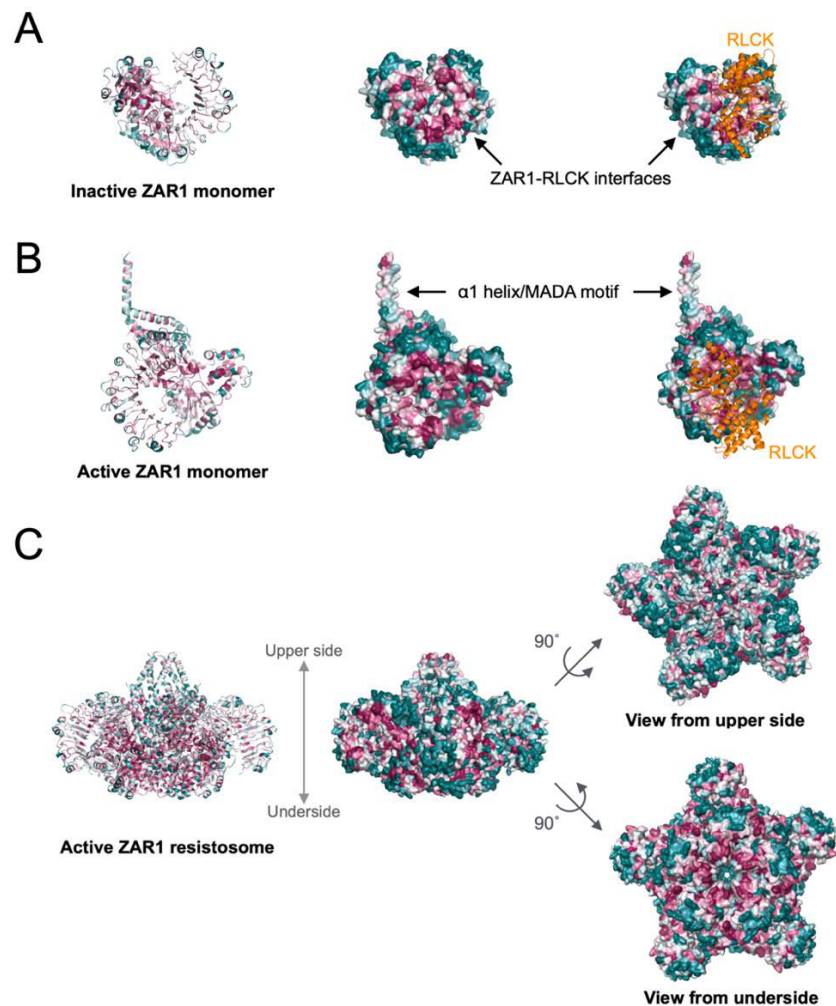 A
RLCK
ZAR1-RLCK interfaces
Inactive ZAR1 monomer
B
α1 helix/MADA motif
Active ZAR1 monomer
RLCK
C
Upper side
90°
View from upper side
Underside
90°
Active ZAR1 resistosome
View from underside